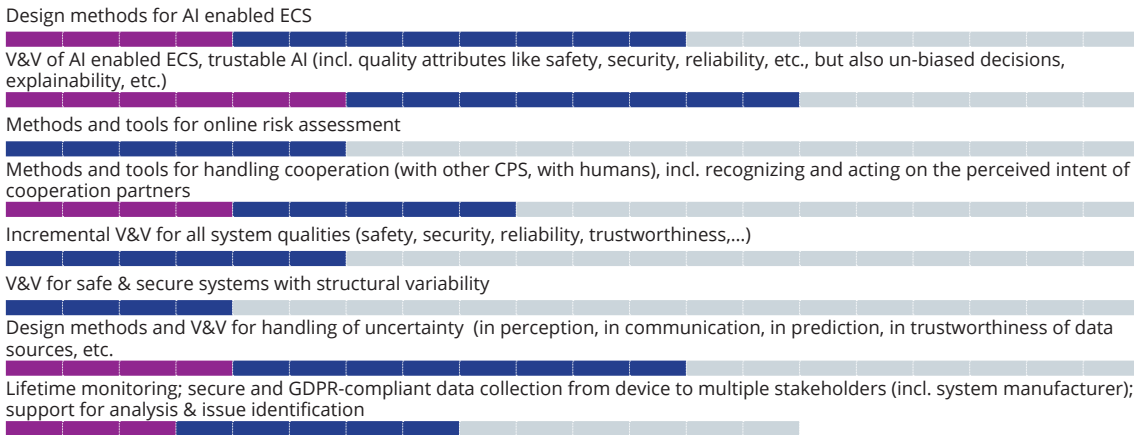 Design methods for AI enabled ECS
V&V of AI enabled ECS, trustable AI (incl. quality attributes like safety, security, reliability, etc., but also un-biased decisions,
explainability, etc.)
Methods and tools for online risk assessment
Methods and tools for handling cooperation (with other CPS, with humans), incl. recognizing and acting on the perceived intent of
cooperation partners
Incremental V&V for all system qualities (safety, security, reliability, trustworthiness,...)
V&V for safe & secure systems with structural variability
Design methods and V&V for handling of uncertainty (in perception, in communication, in prediction, in trustworthiness of data
sources, etc.
Lifetime monitoring; secure and GDPR-compliant data collection from device to multiple stakeholders (incl. system manufacturer);
support for analysis & issue identification